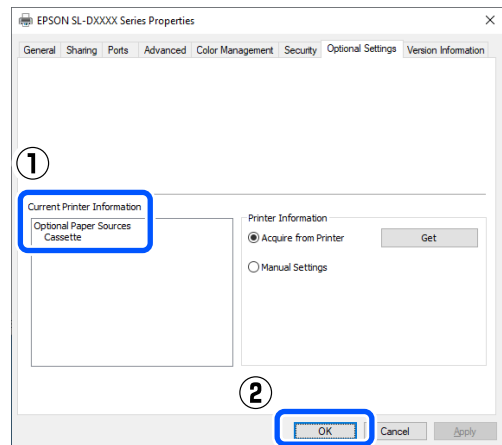 EPSON SL-DXXXX Series Properties
General Sharing Ports Advanced Color Management Security Optional Settings Version Information
1
Current Printer Information
Optional Paper Sources
Cassette
Printer Information
Acquire from Printer
Get
Manual Settings
2
OK
Cancel
Apply